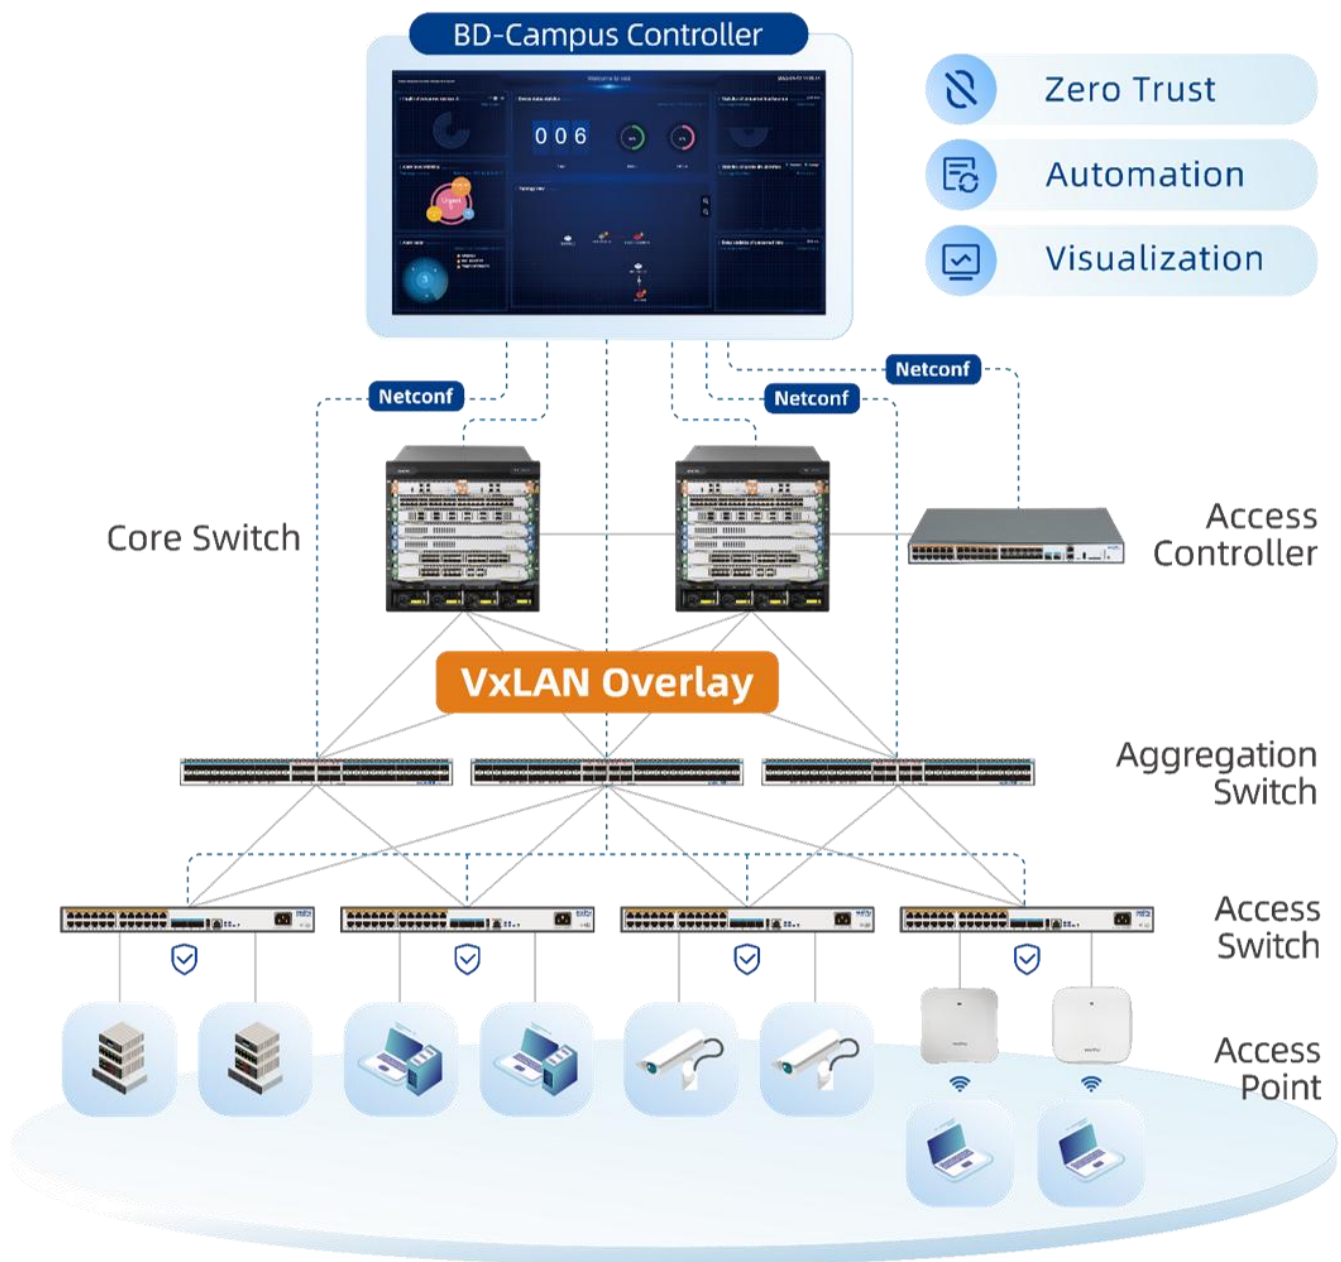 BD-Campus Controller
Zero Trust
Automation
Visualization
006
Urgent
Netconf
Netconf
Netconf
Core Switch
Access
Controller
VxLAN Overlay
Aggregation
Switch
Access
Switch
Access
Point